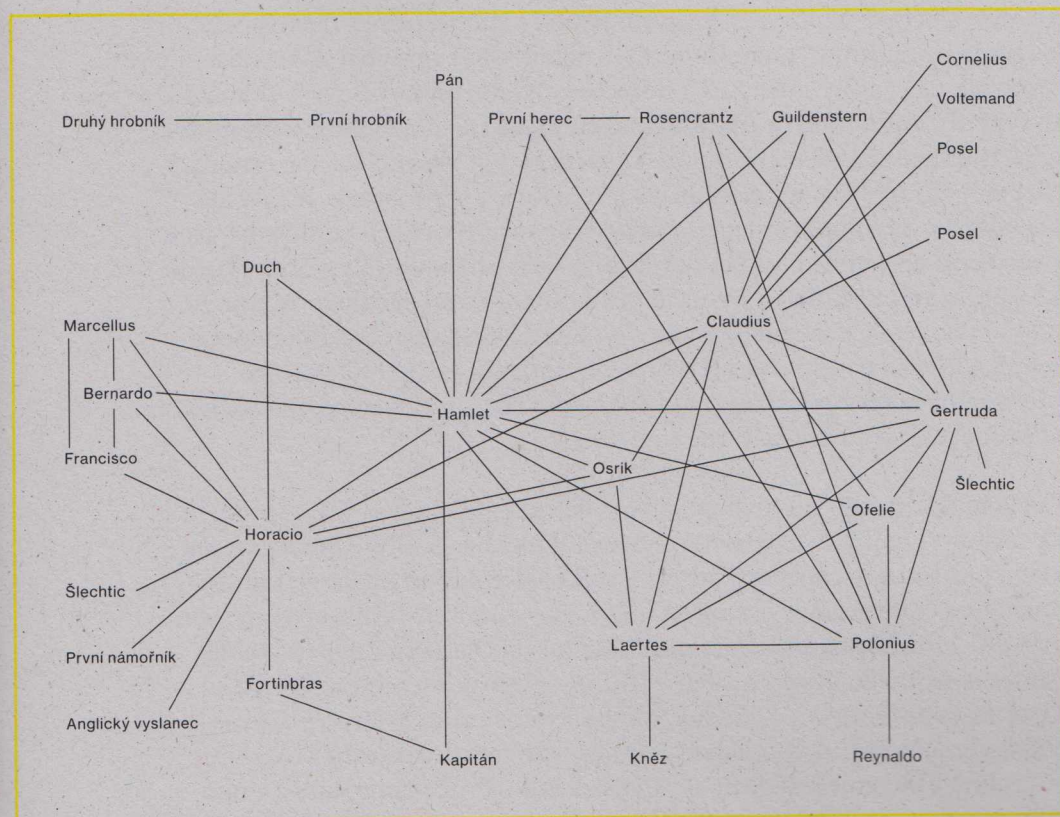 Cornelius
Pán
Voltemand
Druhý hrobník
První hrobník
První herec
Rosencrantz
Guildenstern
Posel
Posel
Duch
Marcellus
Claudius
Bernardo
Hamlet
Gertruda
Francisco
Osrik
Šlechtic
Ofelie
Horacio
Šlechtic
Laertes
Polonius
První námořník
Fortinbras
Anglický vyslanec
Kapitán
Kněz
Reynaldo